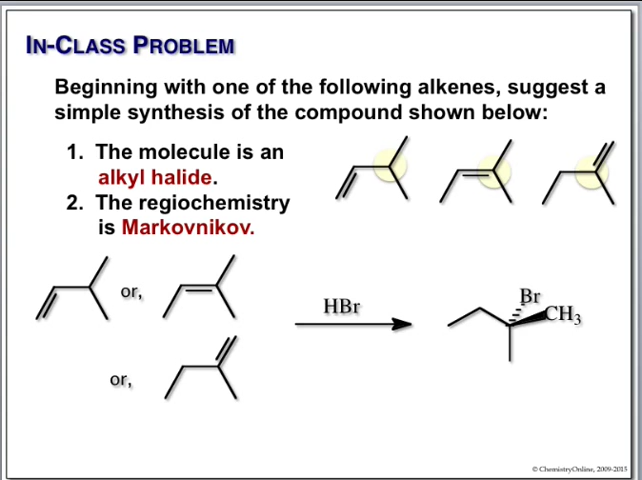 IN-CLASS PROBLEM
Beginning with one of the following alkenes, suggest a
simple synthesis of the compound shown below:
1. The molecule is an
alkyl halide.
2. The regiochemistry
is Markovnikov.
or,
HBr
Br
CH3
or,
© ChemistryOnline, 2009-2015